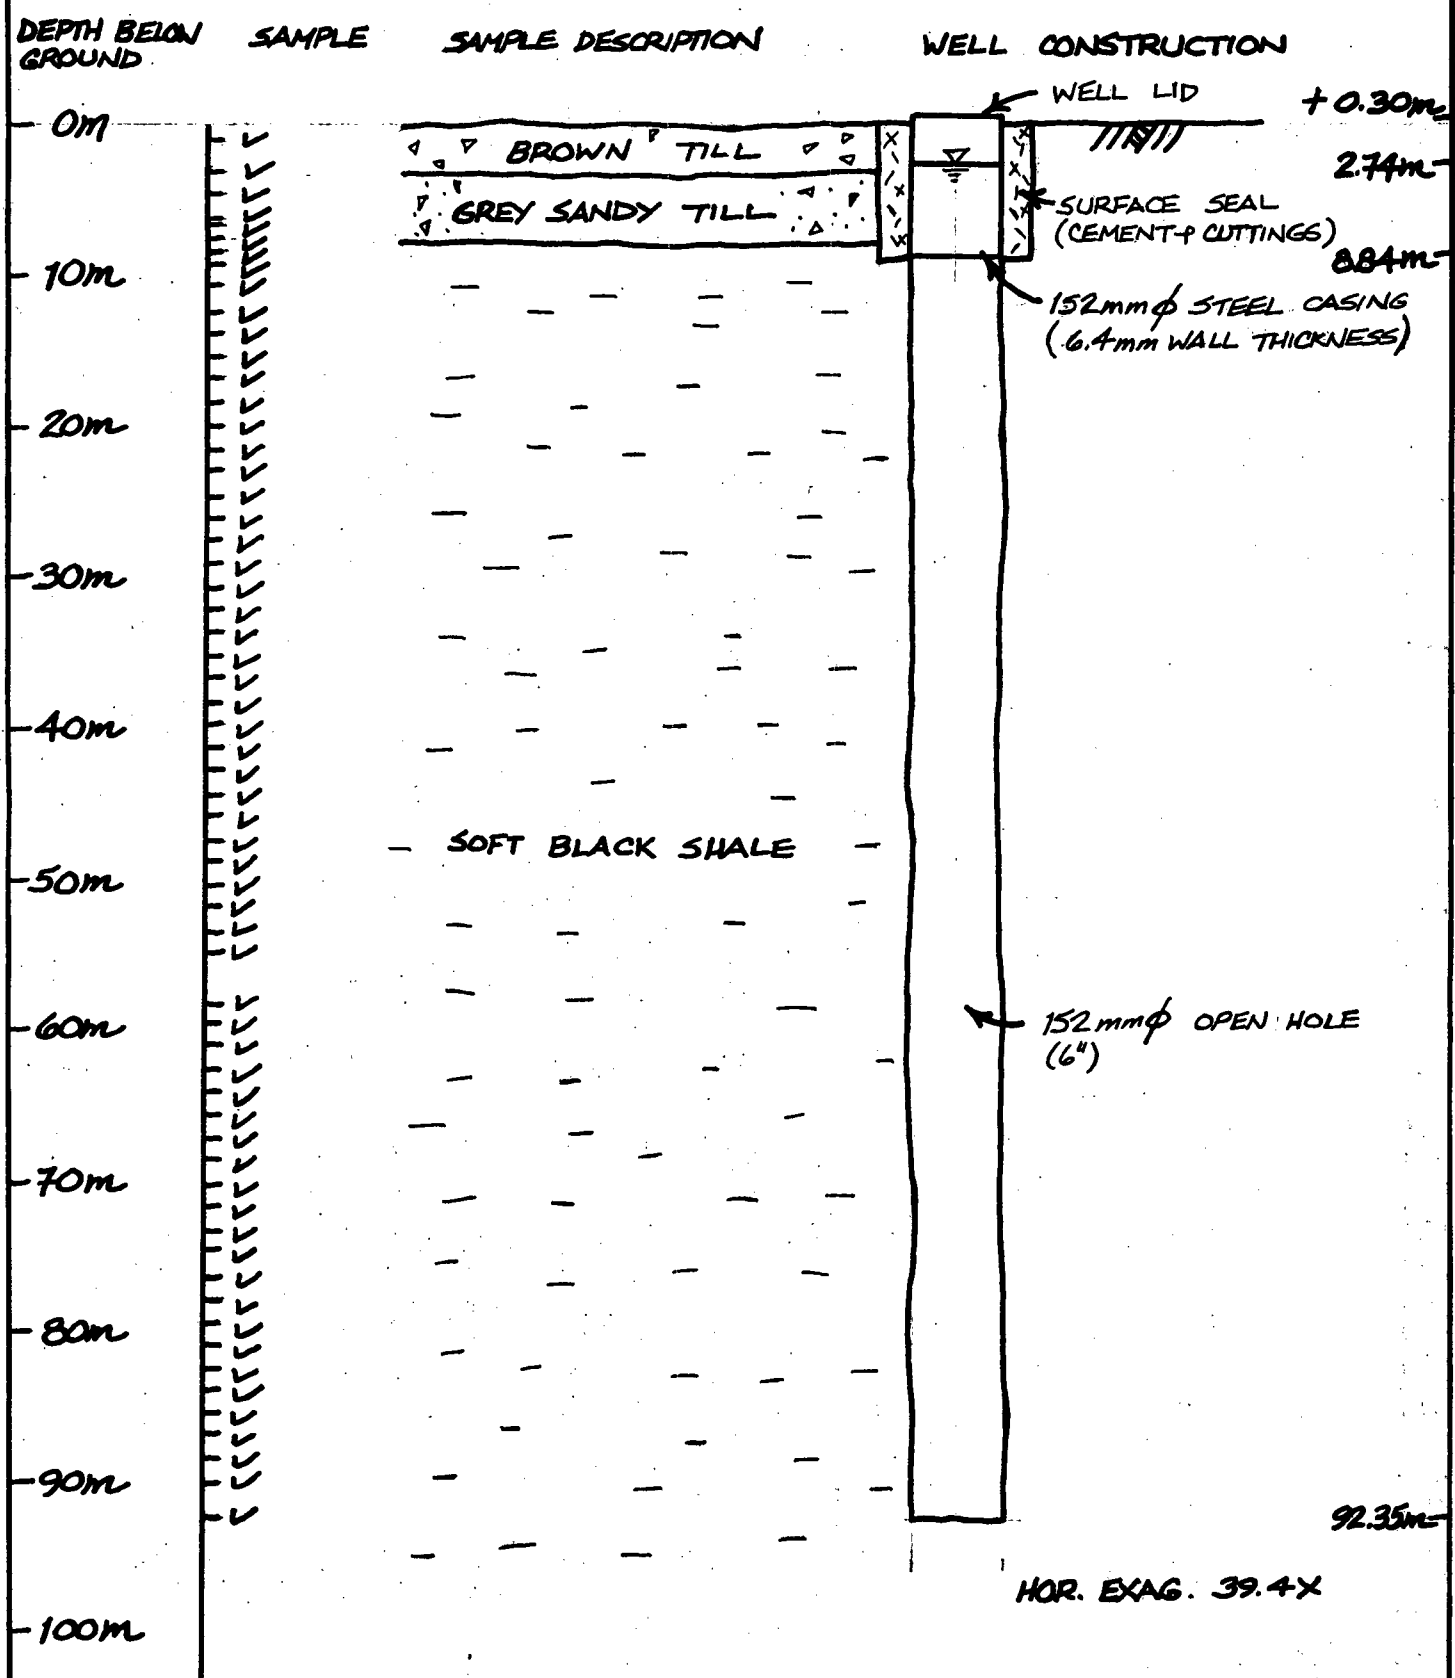 DEPTH BELOW
GROUND
SAMPLE
SAMPLE DESCRIPTION
WELL CONSTRUCTION
WELL LID
+0.30m
0m
BROWN TILL
2.74m
GREY SANDY TILL
SURFACE SEAL
(CEMENT & CUTTINGS)
8.84m
10m
152mmφ STEEL CASING
(6.4mm WALL THICKNESS)
20m
30m
40m
SOFT BLACK SHALE
50m
60m
152mmφ OPEN HOLE
(6")
70m
80m
90m
92.35m
HOR. EXAG. 39.4X
100m